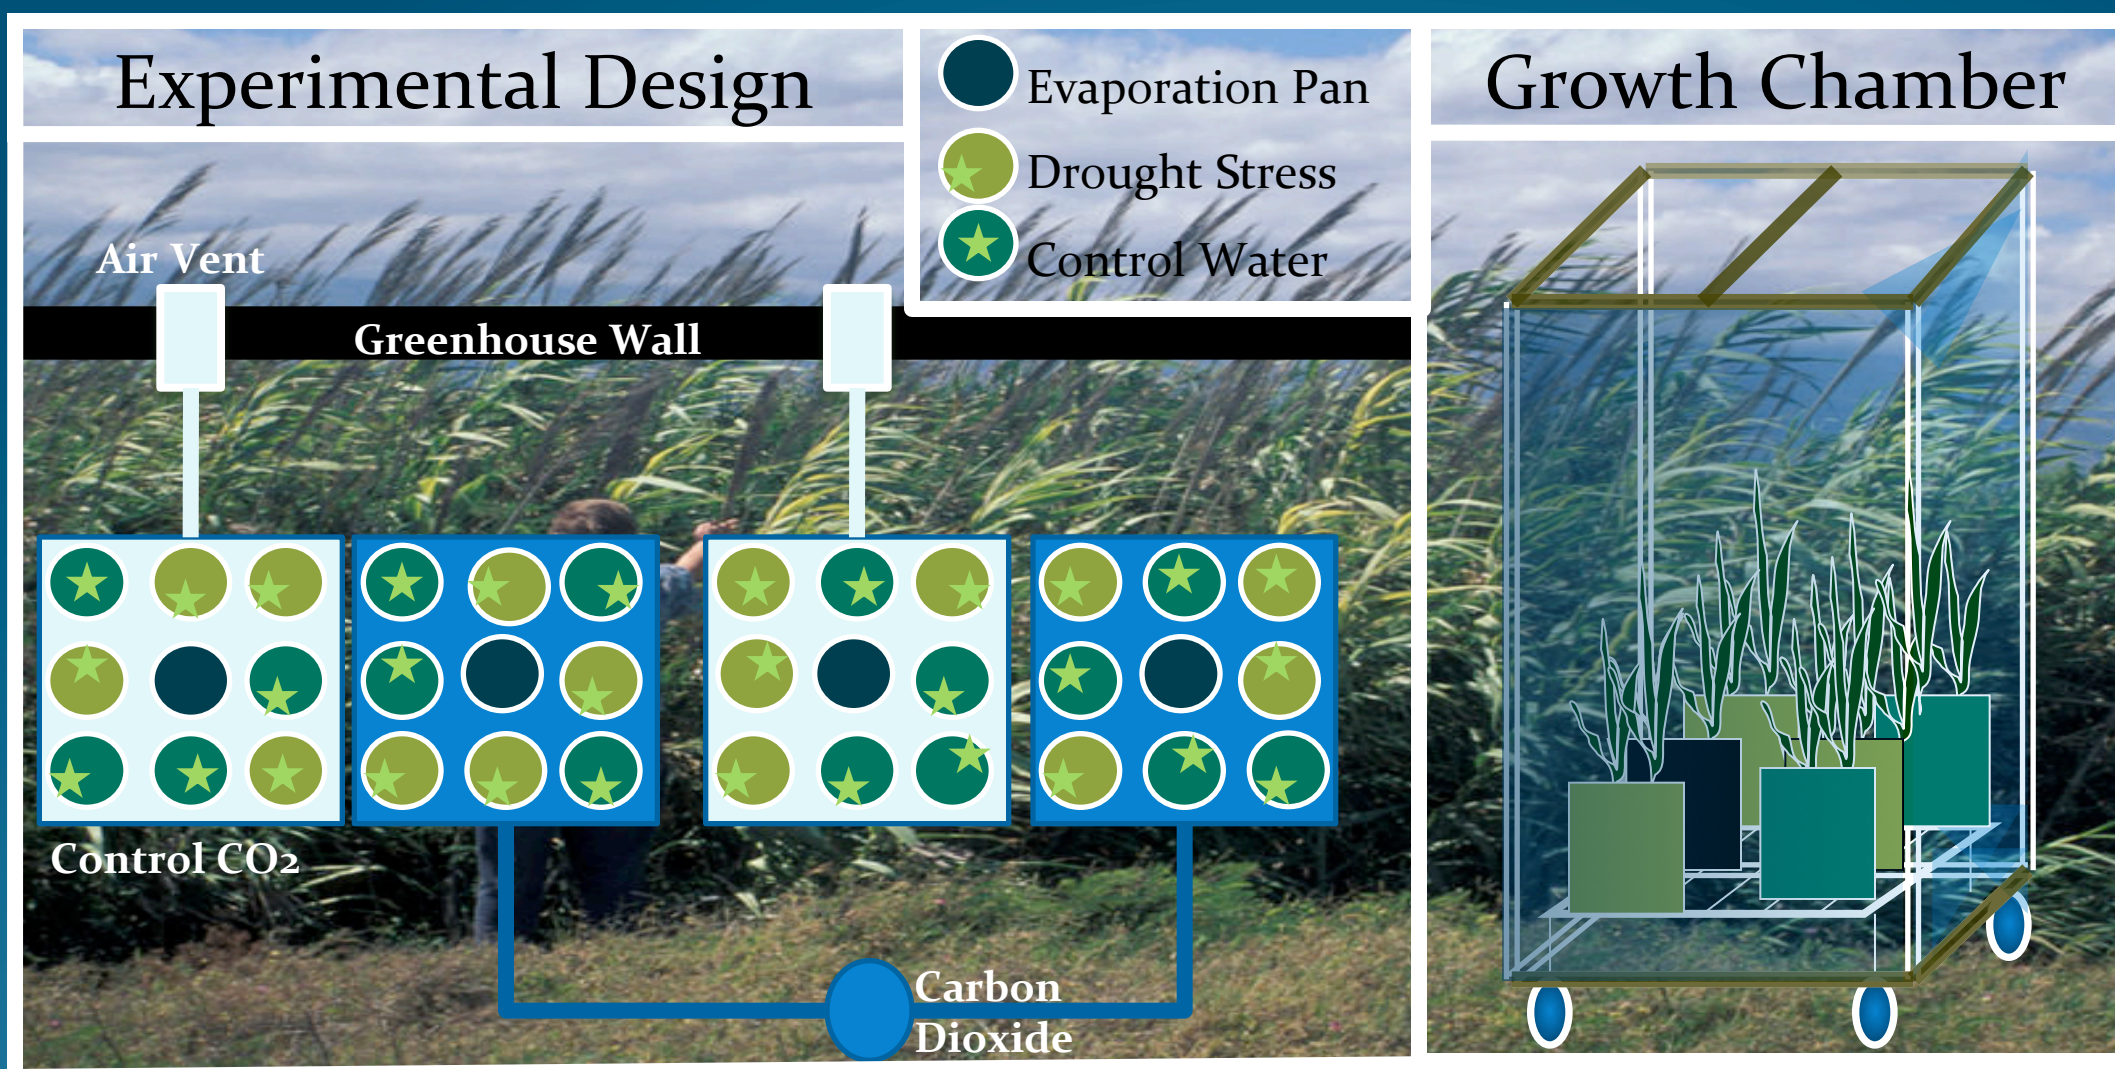 Experimental Design
Evaporation Pan
Drought Stress
Control Water
Growth Chamber
Air Vent
Greenhouse Wall
Control CO2
Carbon
Dioxide